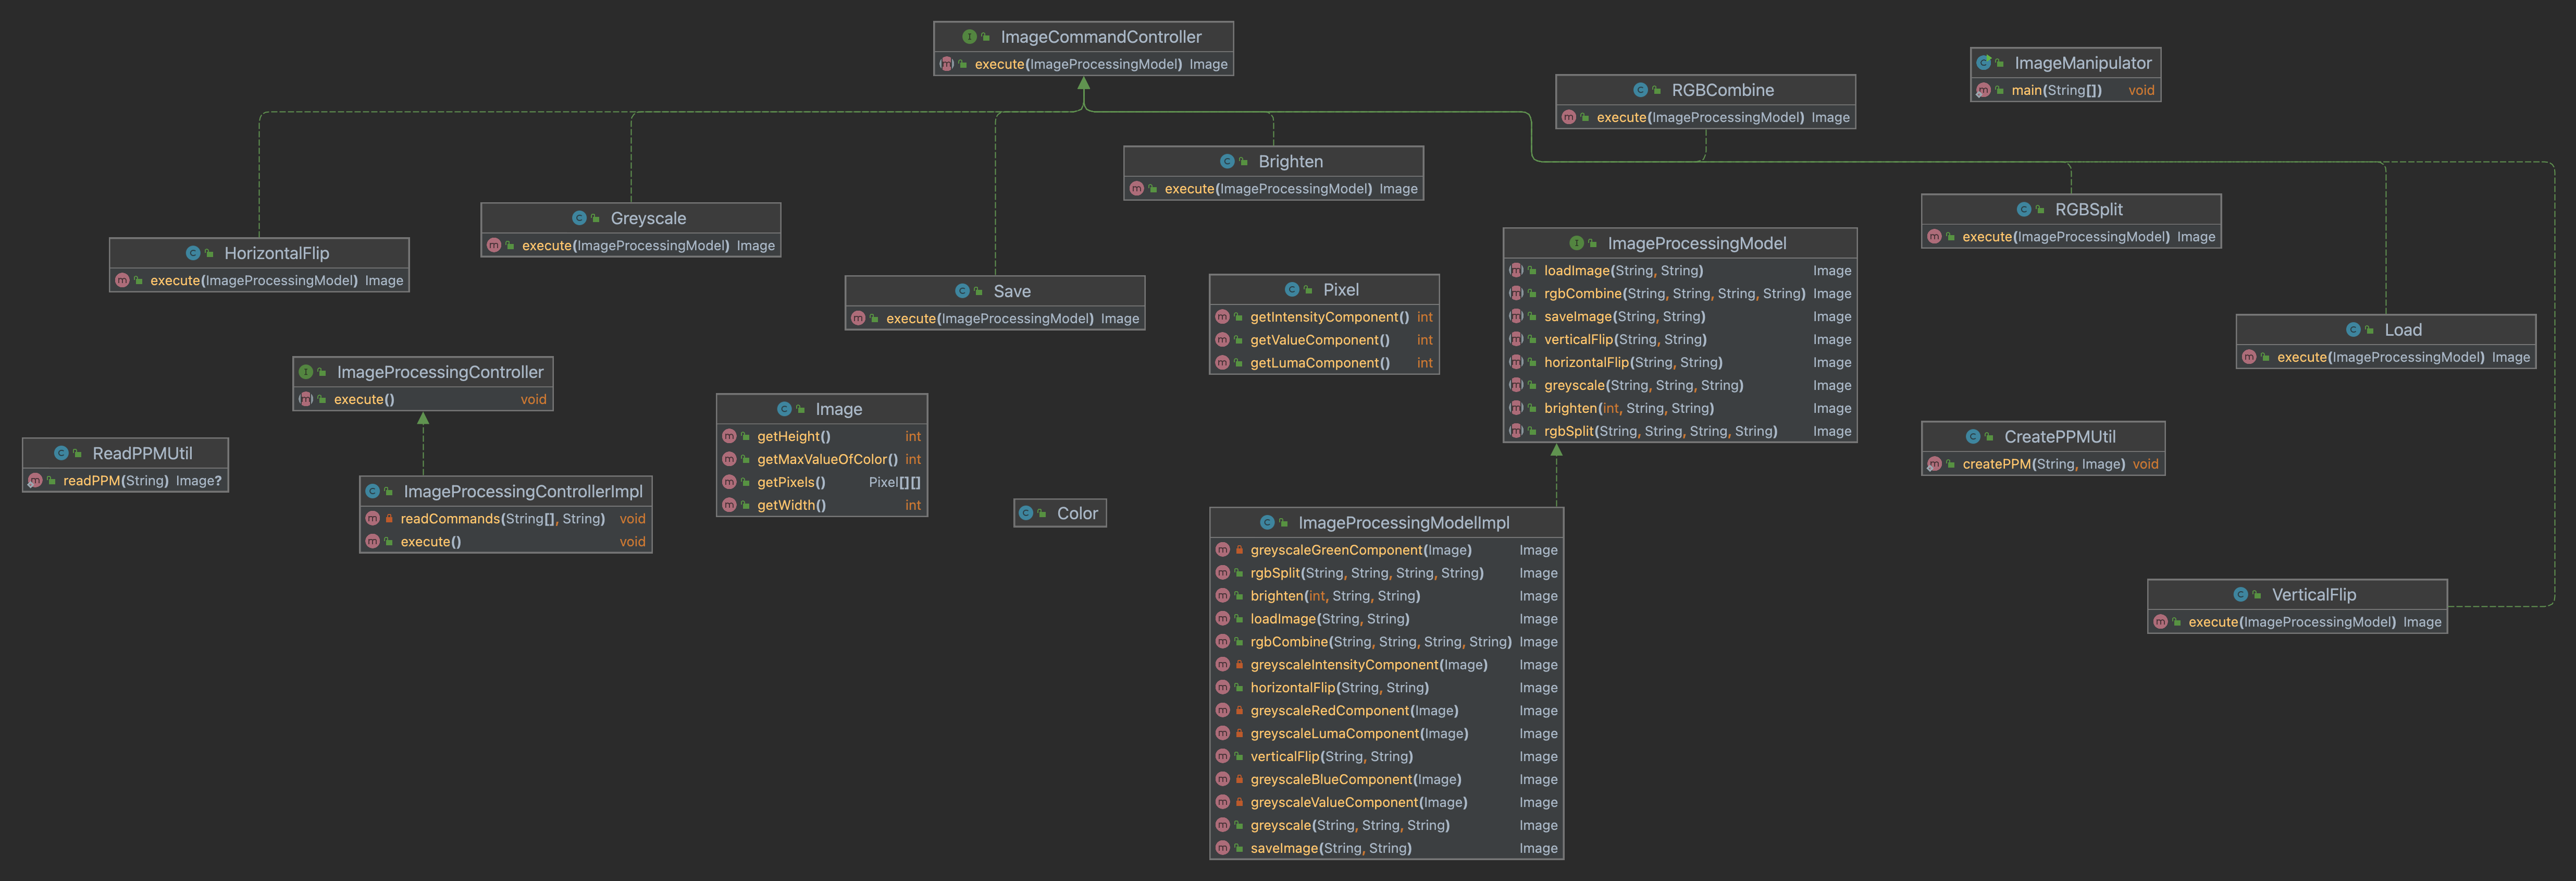 ImageCommandController
execute(ImageProcessingModel) Image
ImageManipulator
main(String[]) void
RGBCombine
execute(ImageProcessingModel) Image
Brighten
execute(ImageProcessingModel) Image
Greyscale
execute(ImageProcessingModel) Image
RGBSplit
execute(ImageProcessingModel) Image
HorizontalFlip
execute(ImageProcessingModel) Image
Save
execute(ImageProcessingModel) Image
Pixel
getIntensityComponent() int
getValueComponent() int
getLumaComponent() int
ImageProcessingModel
loadImage(String, String) Image
rgbCombine(String, String, String, String) Image
saveImage(String, String) Image
verticalFlip(String, String) Image
horizontalFlip(String, String) Image
greyscale(String, String, String) Image
brighten(int, String, String) Image
rgbSplit(String, String, String, String) Image
Load
execute(ImageProcessingModel) Image
ImageProcessingController
execute() void
Image
getHeight() int
getMaxValueOfColor() int
getPixels() Pixel[][]
getWidth() int
ReadPPMUtil
readPPM(String) Image?
CreatePPMUtil
createPPM(String, Image) void
ImageProcessingControllerImpl
readCommands(String[], String) void
execute() void
Color
ImageProcessingModelImpl
greyscaleGreenComponent(Image) Image
rgbSplit(String, String, String, String) Image
brighten(int, String, String) Image
loadImage(String, String) Image
rgbCombine(String, String, String, String) Image
greyscaleIntensityComponent(Image) Image
horizontalFlip(String, String) Image
greyscaleRedComponent(Image) Image
greyscaleLumaComponent(Image) Image
verticalFlip(String, String) Image
greyscaleBlueComponent(Image) Image
greyscaleValueComponent(Image) Image
greyscale(String, String, String) Image
saveImage(String, String) Image
VerticalFlip
execute(ImageProcessingModel) Image